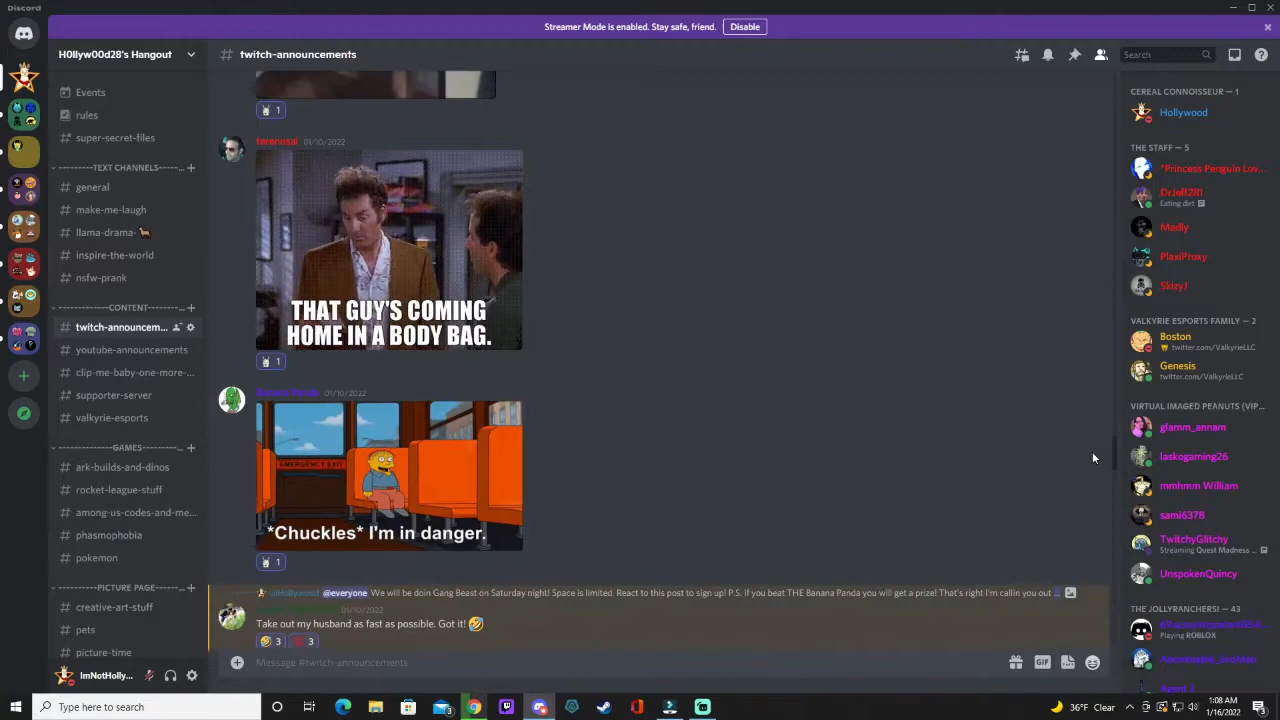 Discord
Streamer Mode is enabled. Stay safe, friend. Disable
H0llyw00d28's Hangout
# twitch-announcements
Search
Events
rules
super-secret-files
---------TEXT CHANNELS---------...
general
make-me-laugh
llama-drama-
inspire-the-world
nsfw-prank
twitch-announcem...
youtube-announcements
clip-me-baby-one-more-...
supporter-server
valkyrie-esports
ark-builds-and-dinos
rocket-league-stuff
among-us-codes-and-me...
phasmophobia
pokemon
creative-art-stuff
pets
picture-time
ImNotHolly...
1
terenosai 01/10/2022
THAT GUY'S COMING
HOME IN A BODY BAG.
1
Banana Panda 01/10/2022
EMERGENCY EXIT
*Chuckles* I'm in danger.
1
@everyone We will be doin Gang Beast on Saturday night! Space is limited. React to this post to sign up! P.S. if you beat THE Banana Panda you will get a prize! That's right I'm callin you out
01/10/2022
Take out my husband as fast as possible. Got it!
3 3
Message #twitch-announcements
GIF
CEREAL CONNOISSEUR — 1
Hollywood
THE STAFF — 5
*Princess Penguin Lov...
DrJeff281
Eating dirt
Madly
PlaxiProxy
SkizyJ
VALKYRIE ESPORTS FAMILY — 2
Boston
twitter.com/ValkyrieLLC
Genesis
twitter.com/ValkyrieLLC
VIRTUAL IMAGED PEANUTS (VIP...
glamm_annam
laskogaming26
mmhmm William
sami6378
TwitchyGlitchy
Streaming Quest Madness ...
UnspokenQuincy
THE JOLLYRANCHERS! — 43
Playing ROBLOX
Type here to search
36°F Clear
1:08 AM
1/16/2022